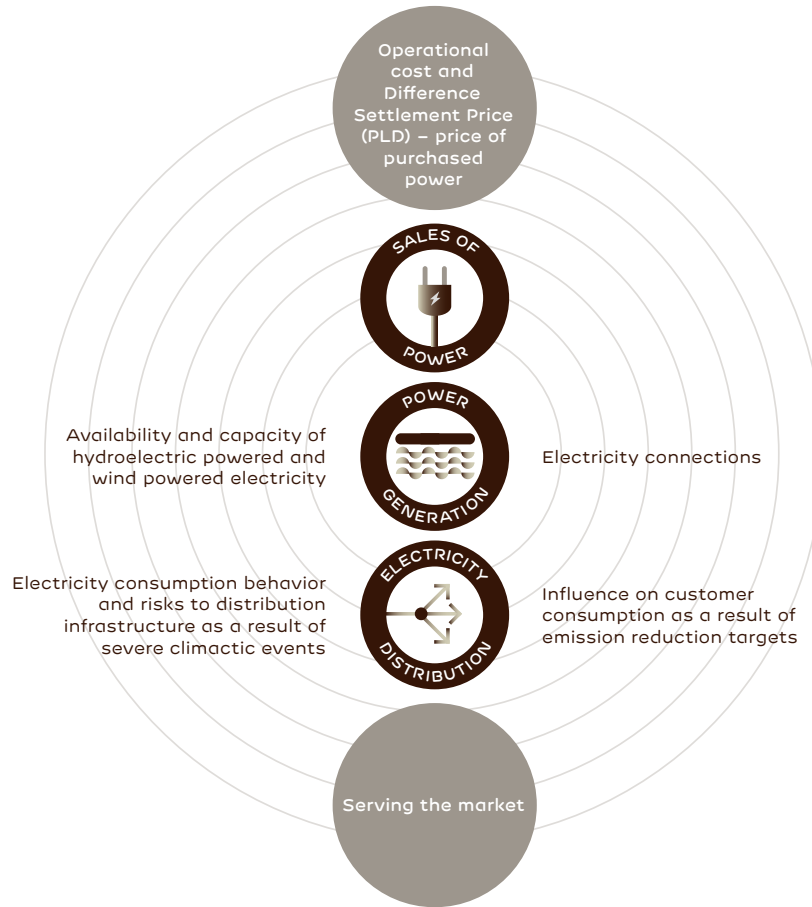 Operational
cost and
Difference
Settlement Price
(PLD) – price of
purchased
power
SALES OF
POWER
POWER
GENERATION
Availability and capacity of
hydroelectric powered and
wind powered electricity
Electricity connections
ELECTRICITY
DISTRIBUTION
Electricity consumption behavior
and risks to distribution
infrastructure as a result of
severe climactic events
Influence on customer
consumption as a result of
emission reduction targets
Serving the market